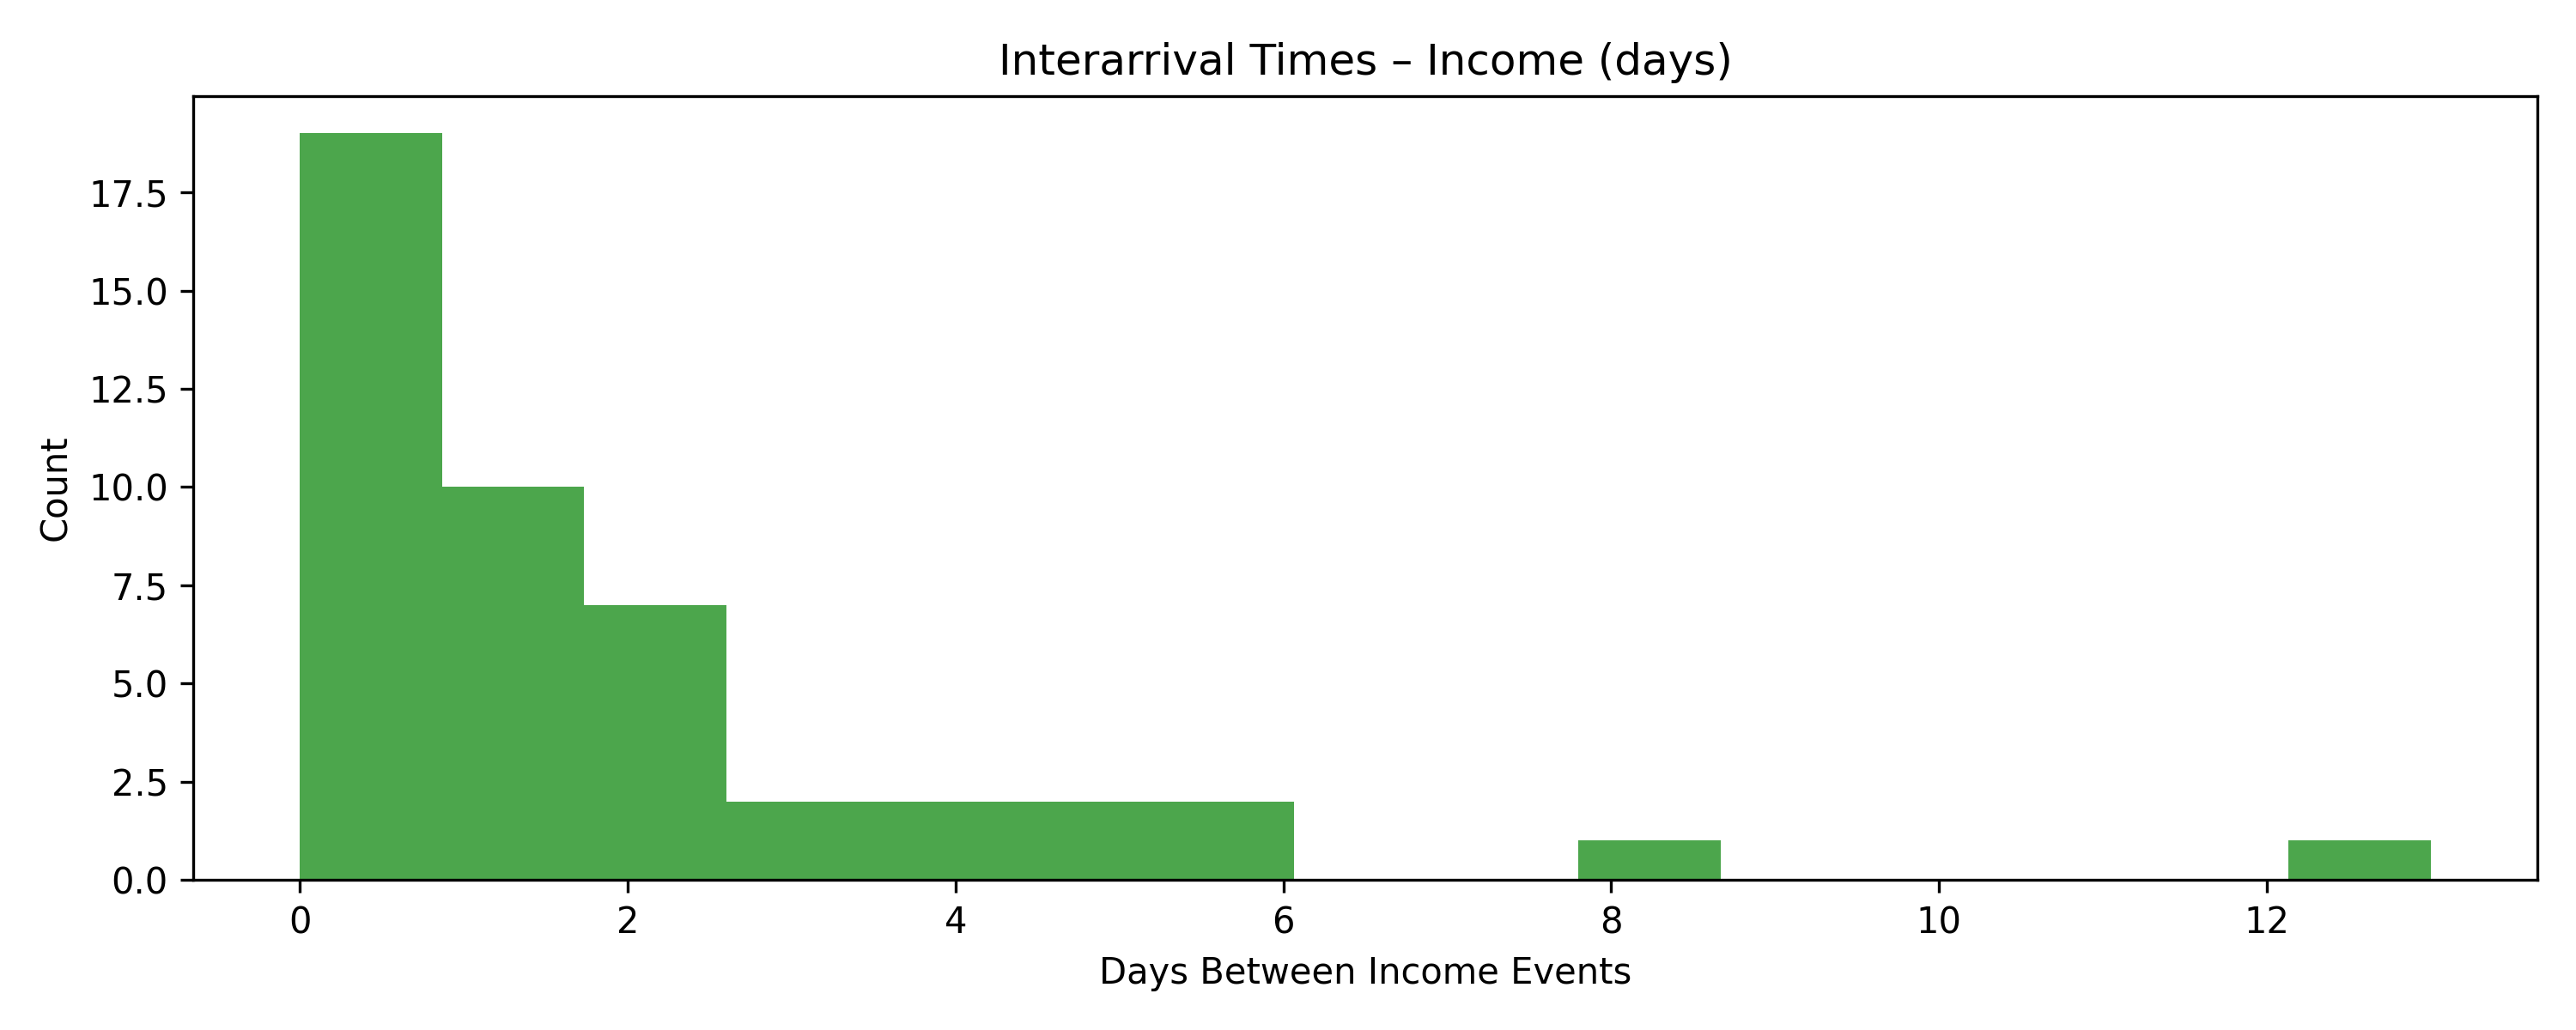 Interarrival Times – Income (days)
Count
17.5
15.0
12.5
10.0
7.5
5.0
2.5
0.0
0 2 4 6 8 10 12
Days Between Income Events